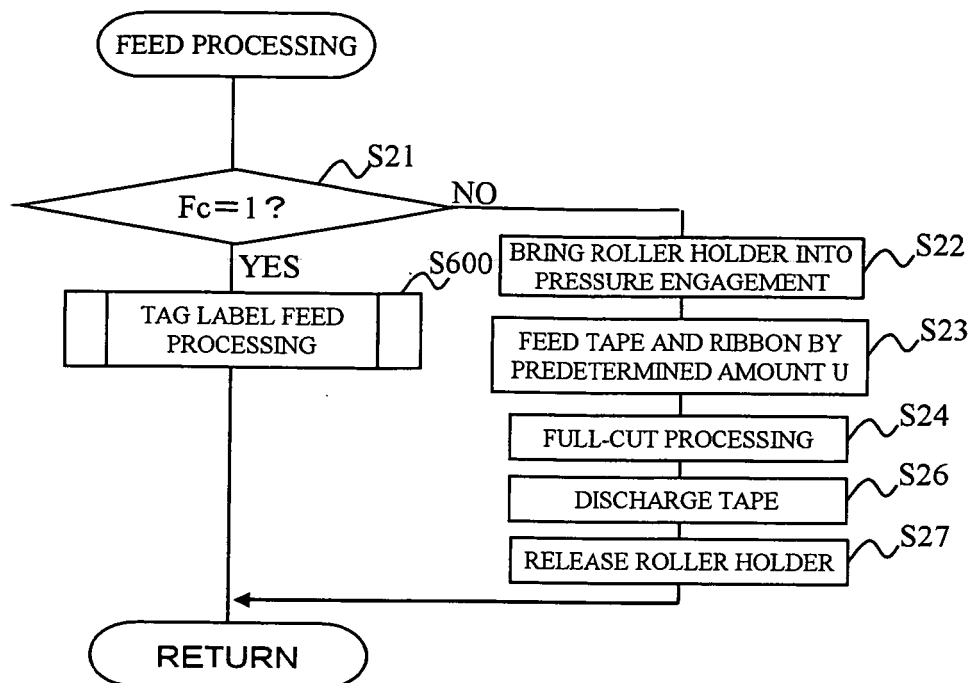 FEED PROCESSING
S21
Fc=1?
NO
YES
S600
TAG LABEL FEED
PROCESSING
BRING ROLLER HOLDER INTO
PRESSURE ENGAGEMENT
S22
FEED TAPE AND RIBBON BY
PREDETERMINED AMOUNT U
S23
FULL-CUT PROCESSING
S24
DISCHARGE TAPE
S26
RELEASE ROLLER HOLDER
S27
RETURN